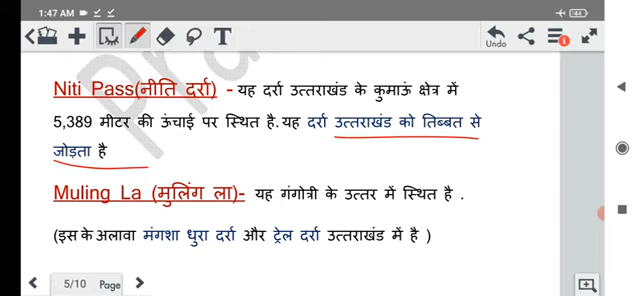 1:47 AM
44
T
Undo
Niti Pass(नीति दर्रा) - यह दर्रा उत्तराखंड के कुमाऊं क्षेत्र में
5,389 मीटर की ऊंचाई पर स्थित है. यह दर्रा उत्तराखंड को तिब्बत से
जोड़ता है
Muling La (मुलिंग ला)- यह गंगोत्री के उत्तर में स्थित है .
(इस के अलावा मंगशा धुरा दर्रा और ट्रेल दर्रा उत्तराखंड में है )
5/10 Page